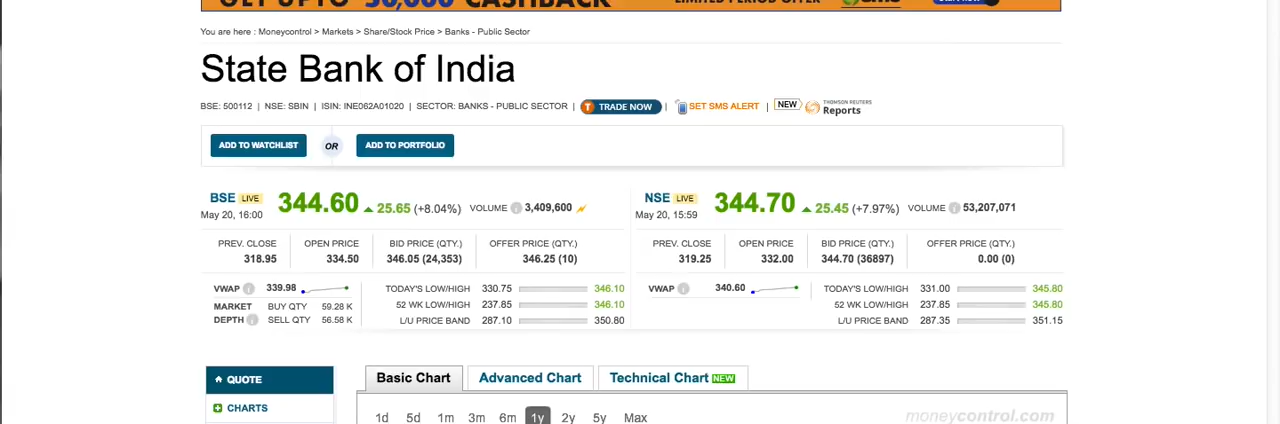 GET UPTO 50,000 CASHBACK LIMITED PERIOD OFFER
You are here : Moneycontrol > Markets > Share/Stock Price > Banks - Public Sector
State Bank of India
BSE: 500112 | NSE: SBIN | ISIN: INE062A01020 | SECTOR: BANKS - PUBLIC SECTOR | T TRADE NOW | SET SMS ALERT | NEW THOMSON REUTERS Reports
ADD TO WATCHLIST OR ADD TO PORTFOLIO
BSE LIVE 344.60 25.65 (+8.04%) VOLUME i 3,409,600
May 20, 16:00
PREV. CLOSE OPEN PRICE BID PRICE (QTY.) OFFER PRICE (QTY.)
318.95 334.50 346.05 (24,353) 346.25 (10)
VWAP i 339.98 TODAY'S LOW/HIGH 330.75 346.10
MARKET BUY QTY 59.28 K 52 WK LOW/HIGH 237.85 346.10
DEPTH i SELL QTY 56.58 K L/U PRICE BAND 287.10 350.80
NSE LIVE 344.70 25.45 (+7.97%) VOLUME i 53,207,071
May 20, 15:59
PREV. CLOSE OPEN PRICE BID PRICE (QTY.) OFFER PRICE (QTY.)
319.25 332.00 344.70 (36897) 0.00 (0)
VWAP i 340.60 TODAY'S LOW/HIGH 331.00 345.80
52 WK LOW/HIGH 237.85 345.80
L/U PRICE BAND 287.35 351.15
QUOTE
CHARTS
Basic Chart Advanced Chart Technical Chart NEW
1d 5d 1m 3m 6m 1y 2y 5y Max moneycontrol.com